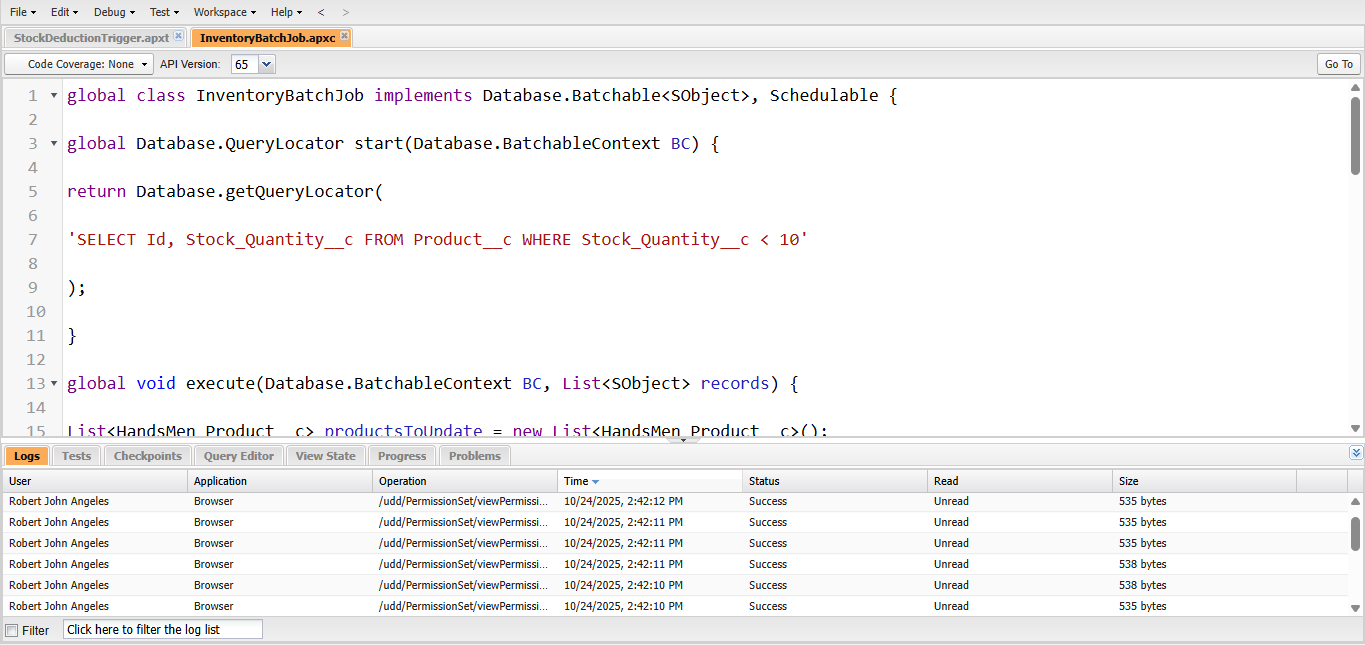 File Edit Debug Test Workspace Help < >
StockDeductionTrigger.apxt InventoryBatchJob.apxc
Code Coverage: None API Version: 65 Go To
1 global class InventoryBatchJob implements Database.Batchable<SObject>, Schedulable {
2
3 global Database.QueryLocator start(Database.BatchableContext BC) {
4
5 return Database.getQueryLocator(
6
7 'SELECT Id, Stock_Quantity__c FROM Product__c WHERE Stock_Quantity__c < 10'
8
9 );
10
11 }
12
13 global void execute(Database.BatchableContext BC, List<SObject> records) {
14
15 List<HandsMen_Product__c> productsToUpdate = new List<HandsMen_Product__c>();
Logs Tests Checkpoints Query Editor View State Progress Problems
User Application Operation Time Status Read Size
Robert John Angeles Browser /udd/PermissionSet/viewPermissi... 10/24/2025, 2:42:12 PM Success Unread 535 bytes
Robert John Angeles Browser /udd/PermissionSet/viewPermissi... 10/24/2025, 2:42:11 PM Success Unread 535 bytes
Robert John Angeles Browser /udd/PermissionSet/viewPermissi... 10/24/2025, 2:42:11 PM Success Unread 535 bytes
Robert John Angeles Browser /udd/PermissionSet/viewPermissi... 10/24/2025, 2:42:11 PM Success Unread 538 bytes
Robert John Angeles Browser /udd/PermissionSet/viewPermissi... 10/24/2025, 2:42:10 PM Success Unread 538 bytes
Robert John Angeles Browser /udd/PermissionSet/viewPermissi... 10/24/2025, 2:42:10 PM Success Unread 535 bytes
Filter Click here to filter the log list